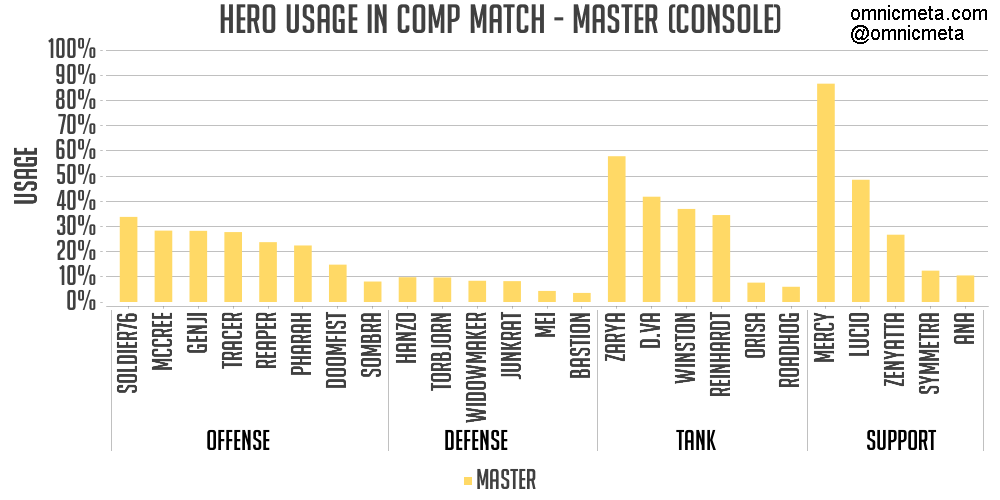 HERO USAGE IN COMP MATCH - MASTER (CONSOLE)
omnicmeta.com
@omnicmeta
100%
90%
80%
70%
60%
50%
40%
30%
20%
10%
0%
USAGE
SOLDIER76
MCCREE
GENJI
TRACER
REAPER
PHARAH
DOOMFIST
SOMBRA
HANZO
TORBJORN
WIDOWMAKER
JUNKRAT
MEI
BASTION
ZARYA
D.VA
WINSTON
REINHARDT
ORISA
ROADHOG
MERCY
LUCIO
ZENYATTA
SYMMETRA
ANA
OFFENSE
DEFENSE
TANK
SUPPORT
MASTER